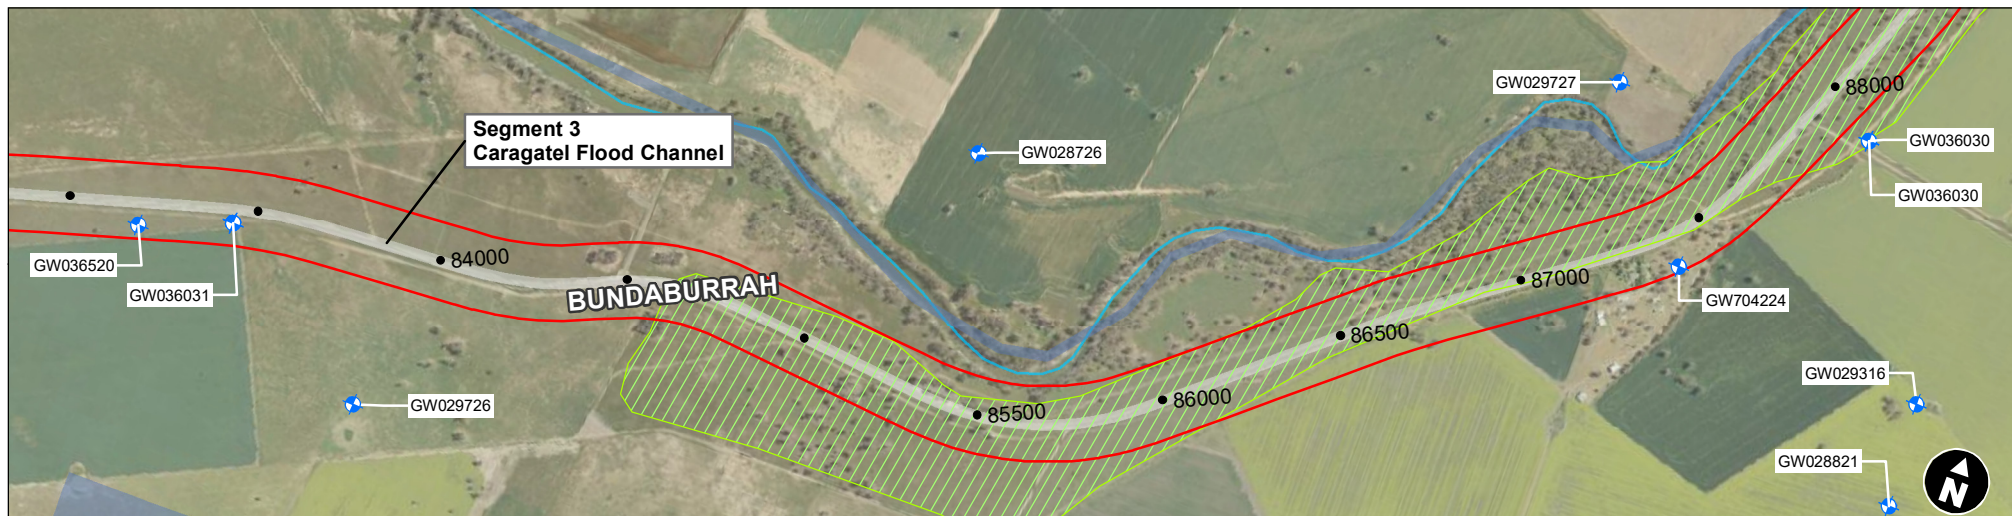 GW029727
88000
Segment 3
Caragatel Flood Channel
GW028726
GW036030
GW036030
84000
GW036520
GW036031
BUNDABURRAH
87000
GW704224
86500
GW029316
86000
85500
GW029726
GW028821
N